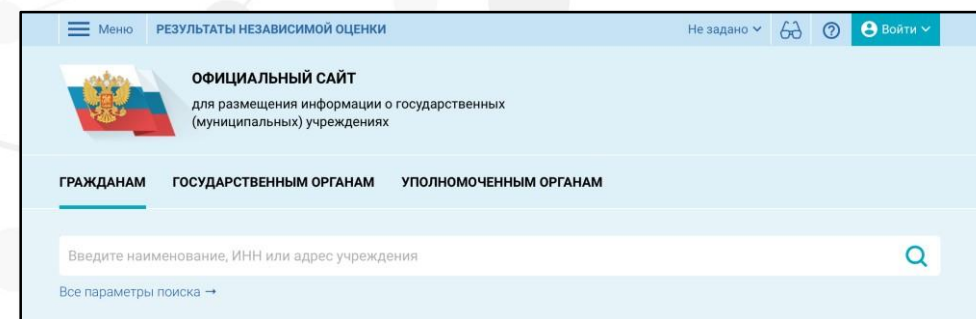 Меню РЕЗУЛЬТАТЫ НЕЗАВИСИМОЙ ОЦЕНКИ Не задано Войти
ОФИЦИАЛЬНЫЙ САЙТ
для размещения информации о государственных
(муниципальных) учреждениях
ГРАЖДАНАМ ГОСУДАРСТВЕННЫМ ОРГАНАМ УПОЛНОМОЧЕННЫМ ОРГАНАМ
Введите наименование, ИНН или адрес учреждения
Все параметры поиска →